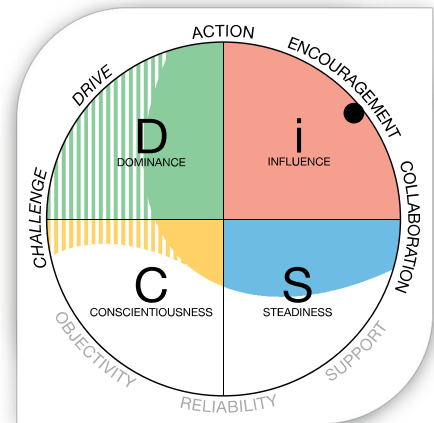 ACTION
DRIVE
ENCOURAGEMENT
D
DOMINANCE
i
INFLUENCE
CHALLENGE
COLLABORATION
C
CONSCIENTIOUSNESS
S
STEADINESS
OBJECTIVITY
SUPPORT
RELIABILITY